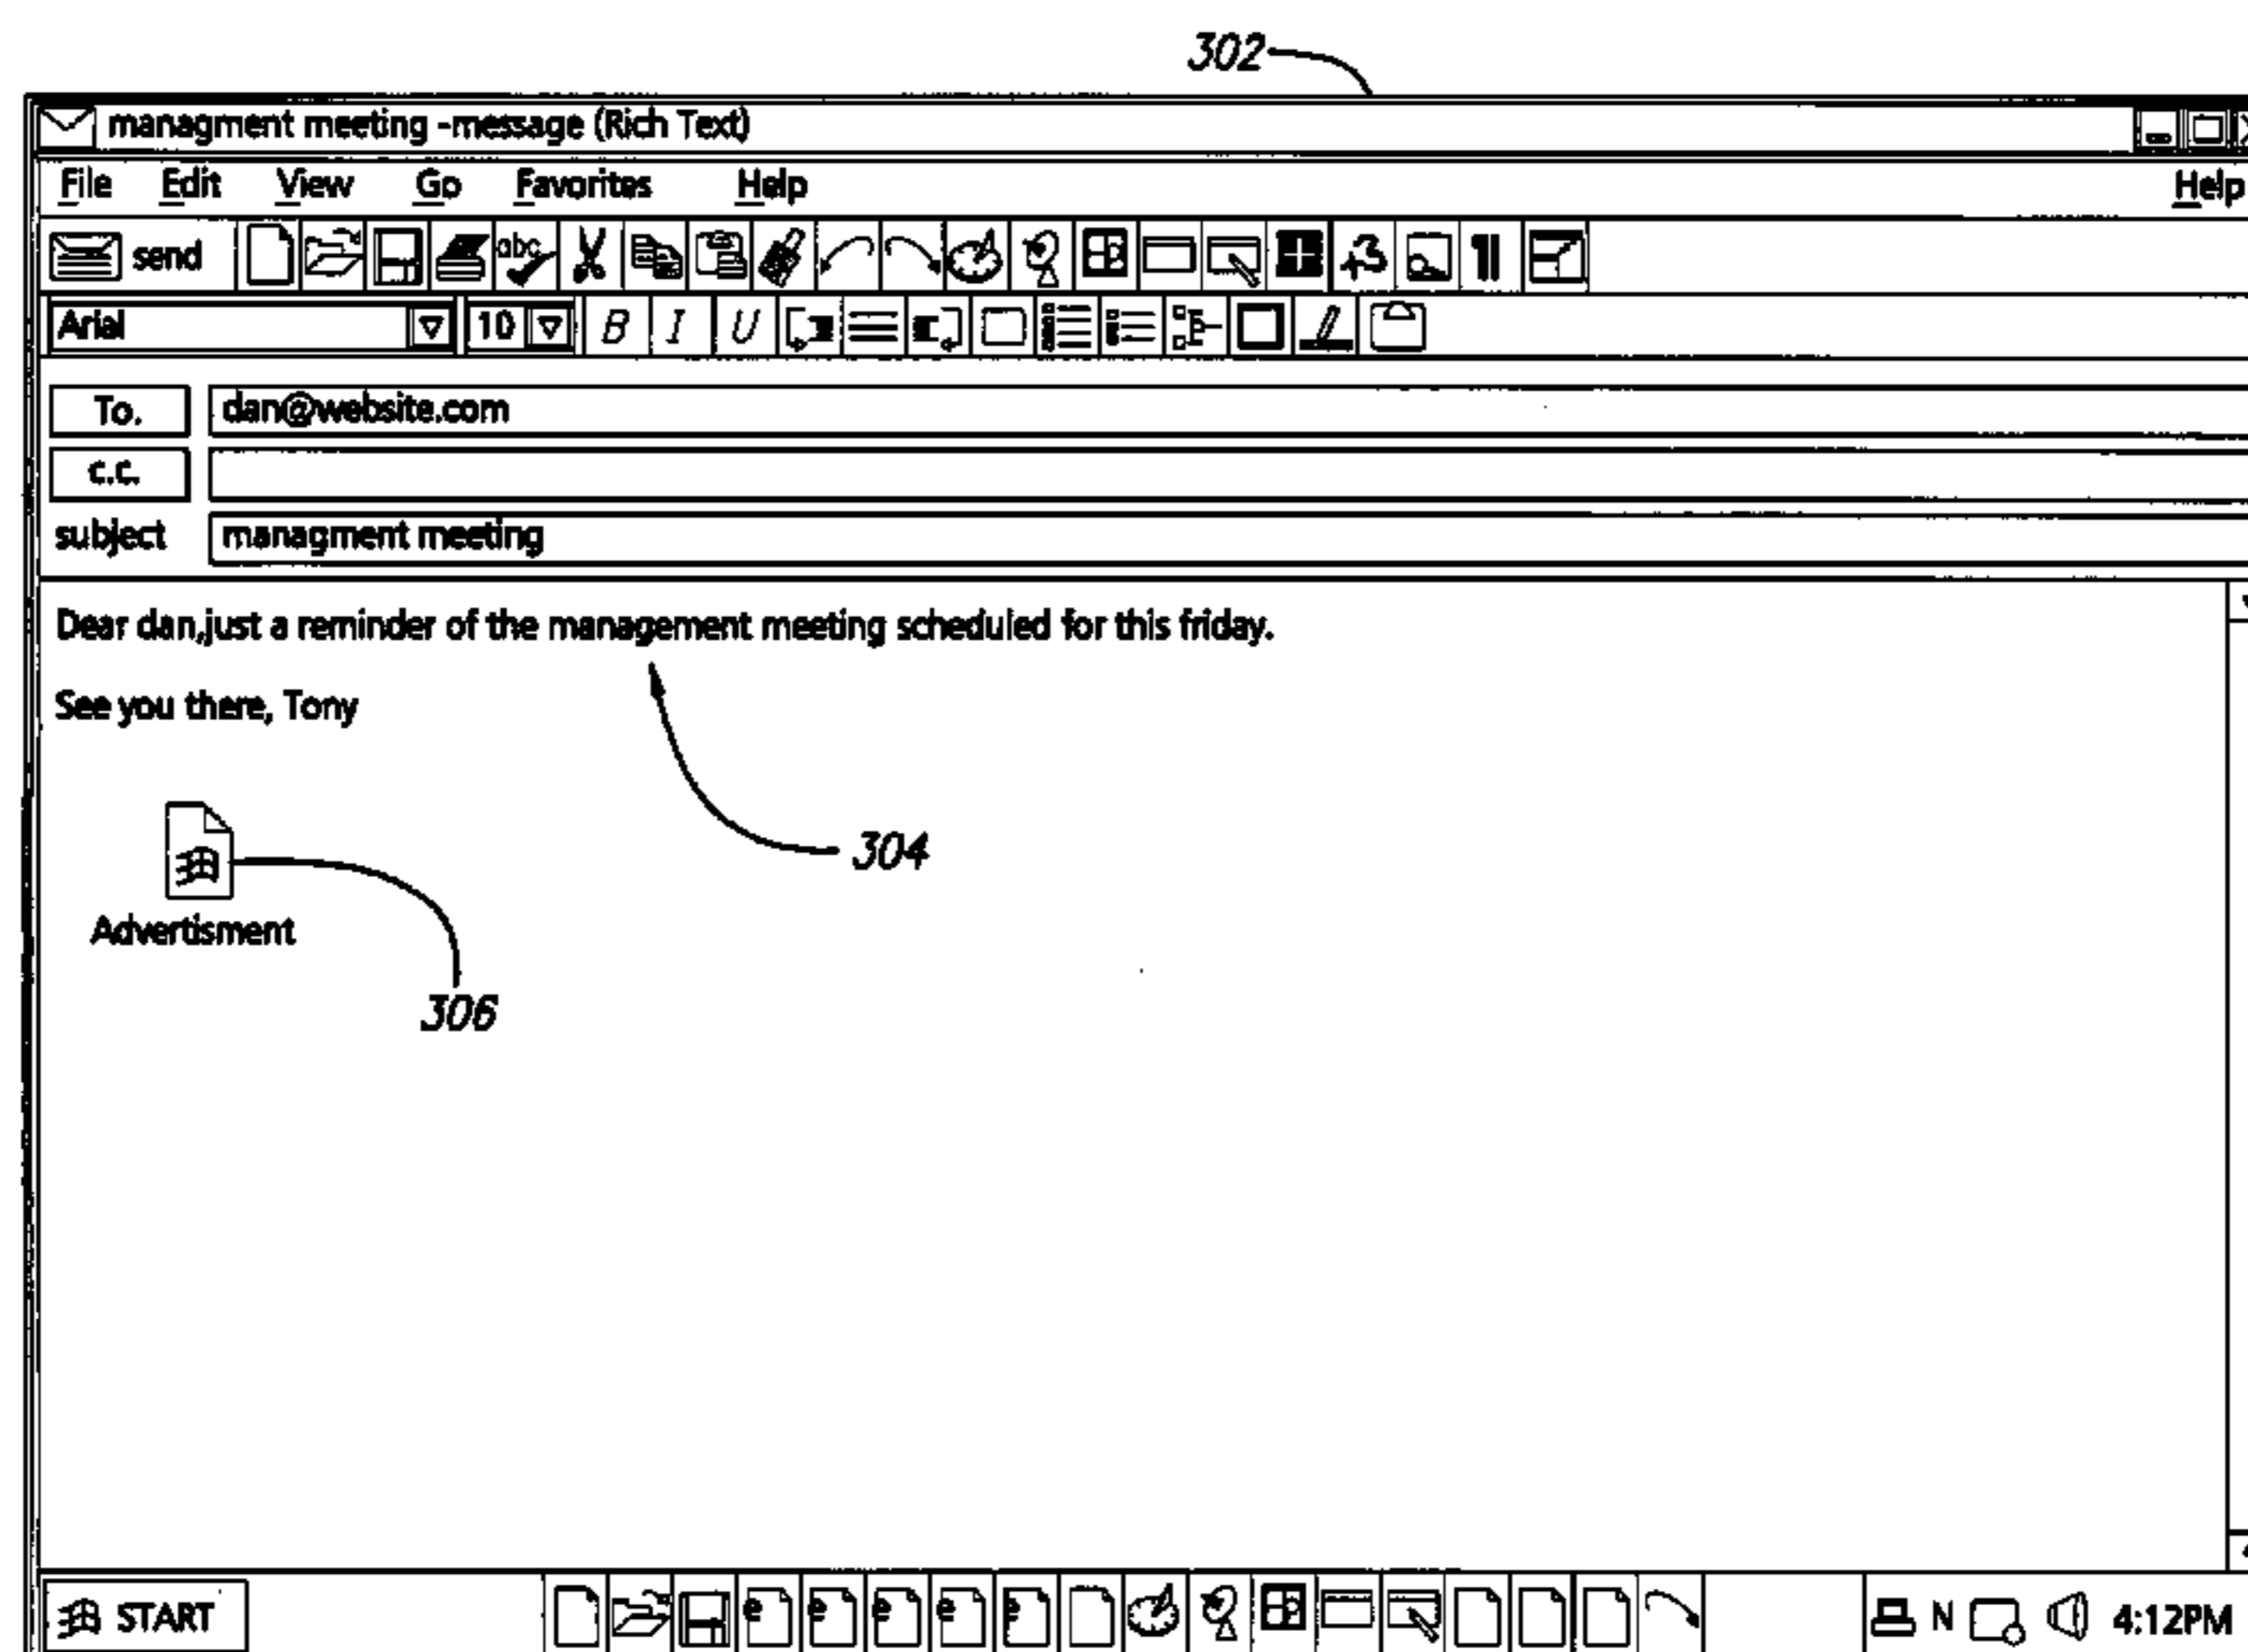 302
managment meeting -message (Rich Text)
File Edit View Go Favorites Help Help
send abc
Arial 10 B I U
To. dan@website.com
c.c.
subject managment meeting
Dear dan,just a reminder of the management meeting scheduled for this friday.
See you there, Tony
304
Advertisment
306
START N 4:12PM